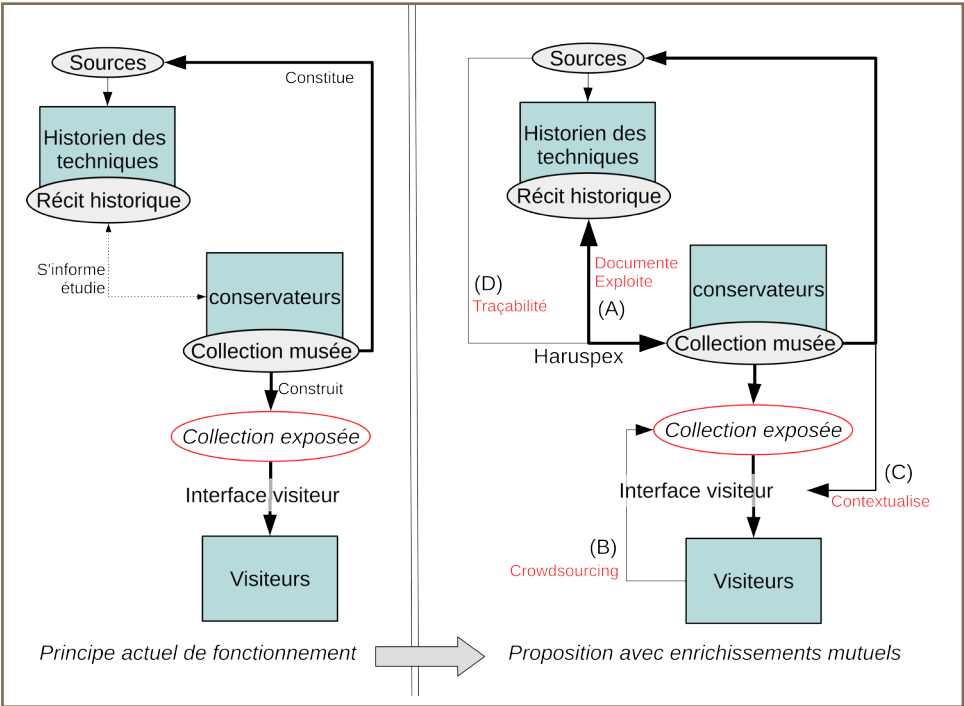 Sources
Constitue
Historien des
techniques
Récit historique
S'informe
étudie
conservateurs
Collection musée
Construit
Collection exposée
Interface visiteur
Visiteurs
Principe actuel de fonctionnement
Sources
Historien des
techniques
Récit historique
(D)
Traçabilité
Documente
Exploite
(A)
conservateurs
Haruspex
Collection musée
Collection exposée
Interface visiteur
(C)
Contextualise
(B)
Crowdsourcing
Visiteurs
Proposition avec enrichissements mutuels